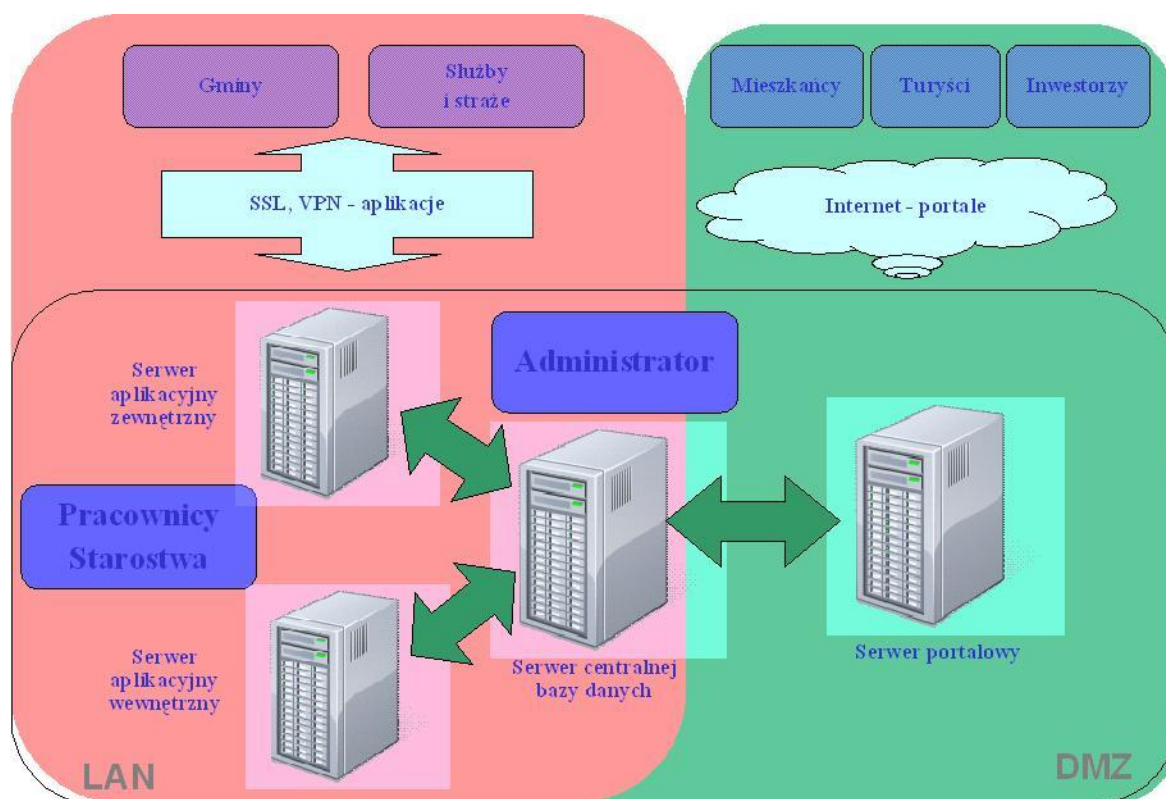 Gminy
Służby
i straże
Mieszkańcy
Turyści
Inwestorzy
SSL, VPN - aplikacje
Internet - portale
Serwer
aplikacyjny
zewnętrzny
Administrator
Pracownicy
Starostwa
Serwer
aplikacyjny
wewnętrzny
Serwer centralnej
bazy danych
Serwer portalowy
LAN
DMZ